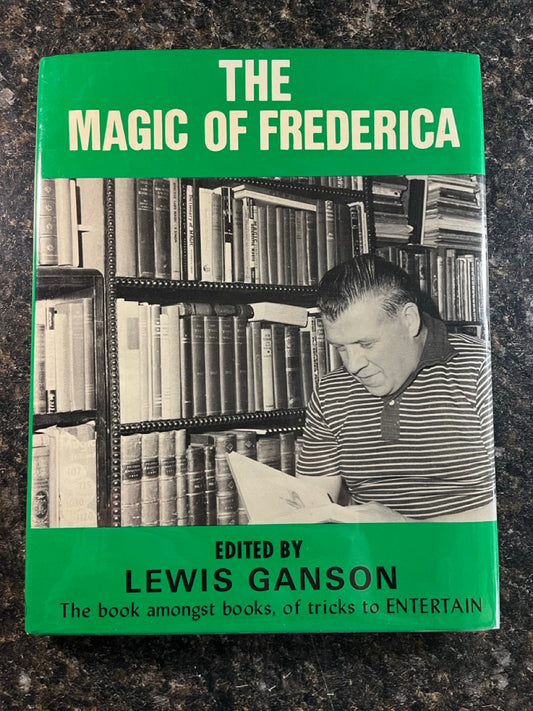 THE
MAGIC OF FREDERICA
EDITED BY
LEWIS GANSON
The book amongst books, of tricks to ENTERTAIN